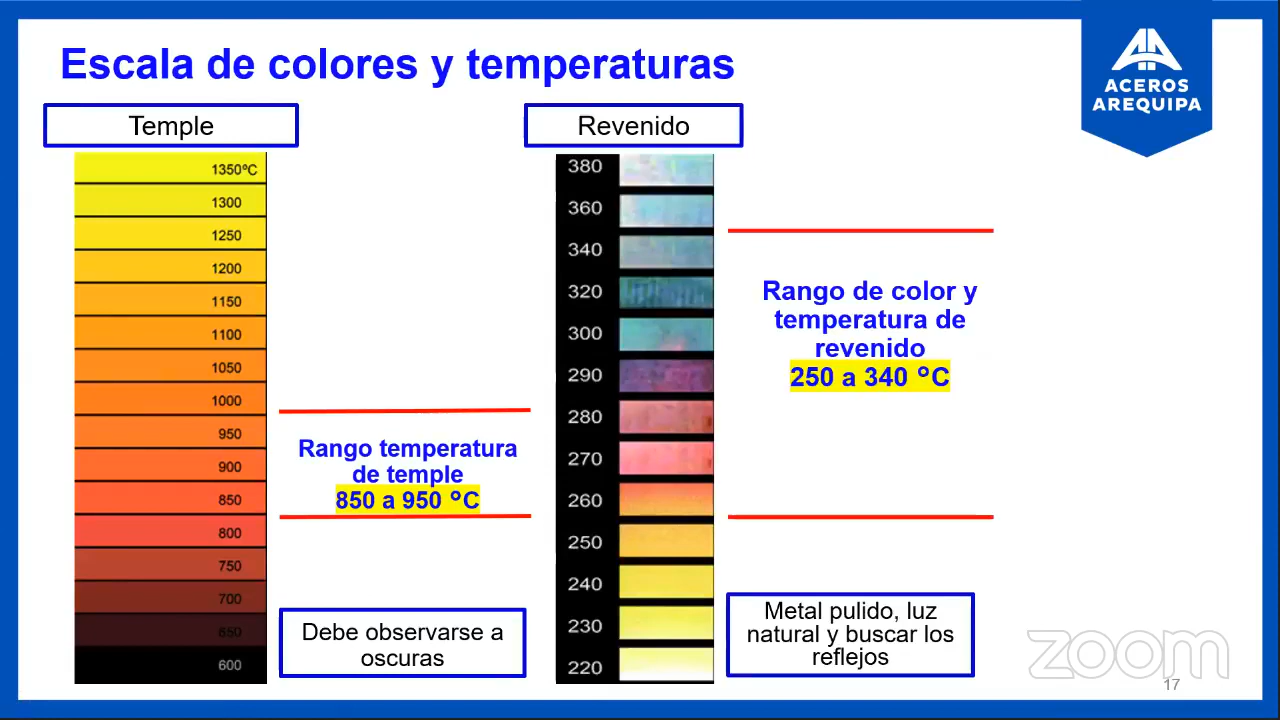 Escala de colores y temperaturas
ACEROS
AREQUIPA
Temple
1350ºC
1300
1250
1200
1150
1100
1050
1000
950
900
850
800
750
700
650
600
Rango temperatura
de temple
850 a 950 °C
Debe observarse a
oscuras
Revenido
380
360
340
320
300
290
280
270
260
250
240
230
220
Rango de color y
temperatura de
revenido
250 a 340 °C
Metal pulido, luz
natural y buscar los
reflejos
zoom
17